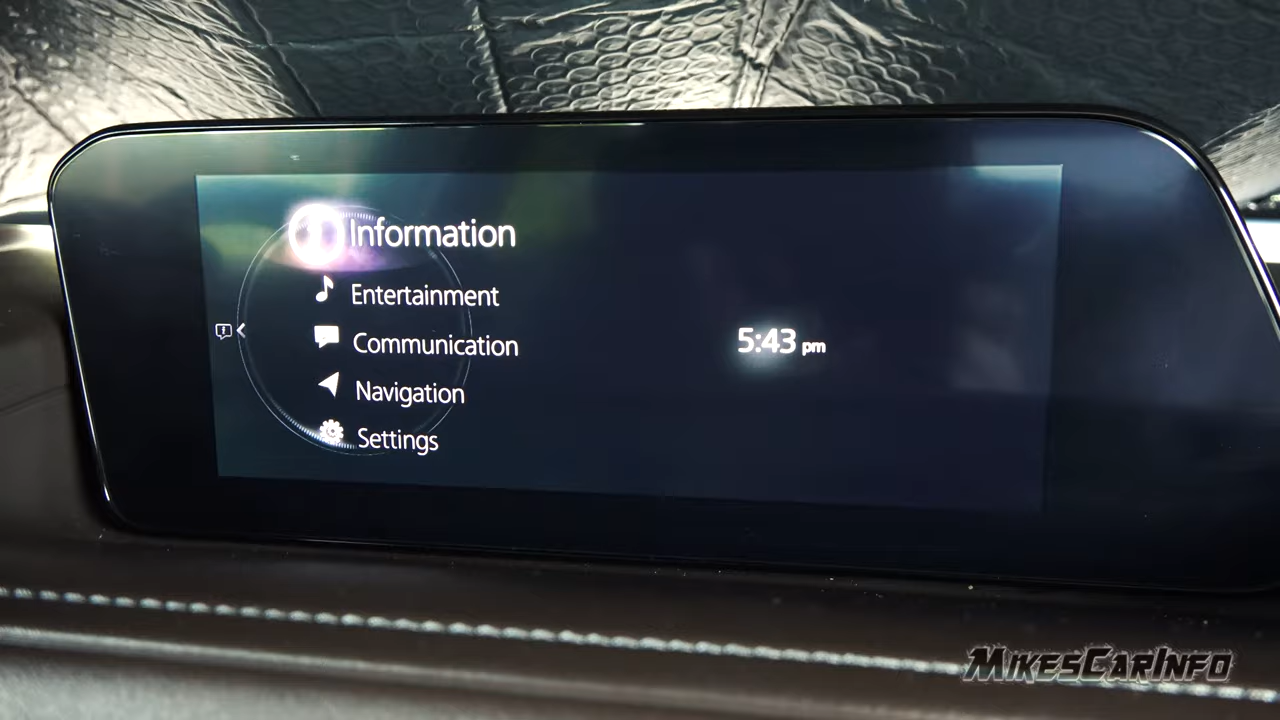 Information
Entertainment
Communication
Navigation
Settings
5:43 pm
MIKESCARINFO